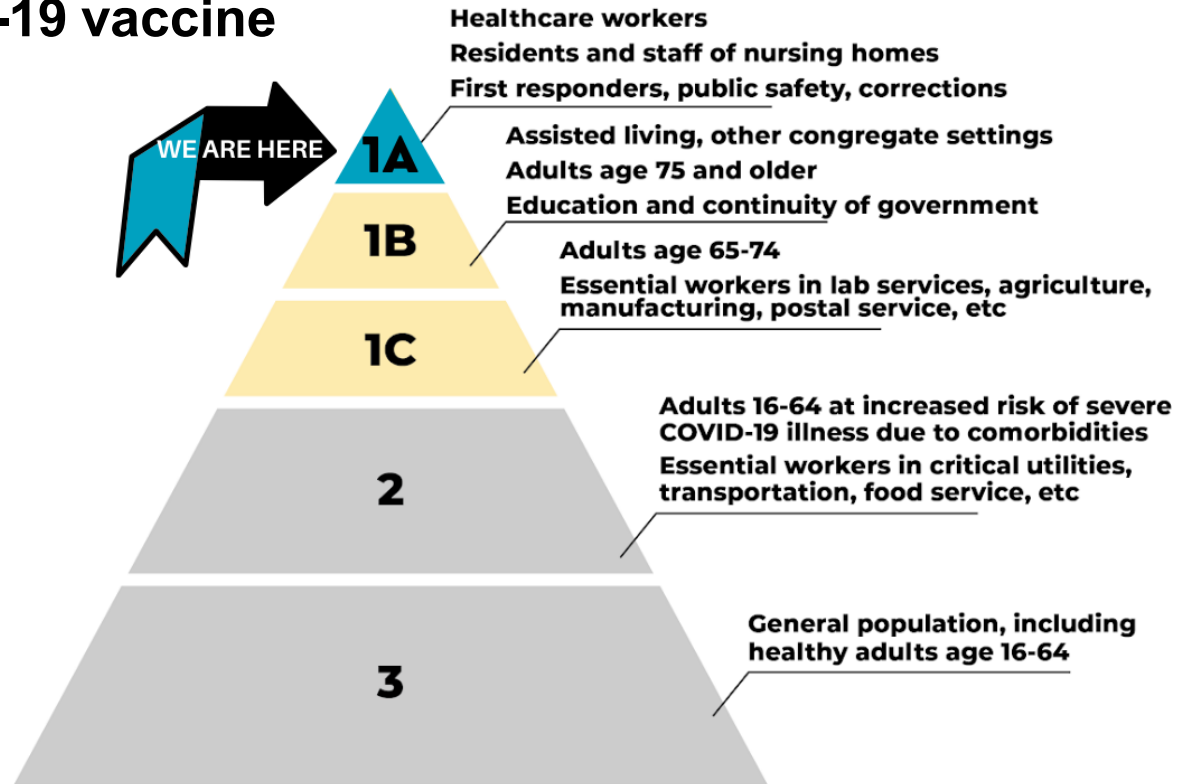 -19 vaccine
Healthcare workers
Residents and staff of nursing homes
First responders, public safety, corrections
WE ARE HERE
1A
Assisted living, other congregate settings
Adults age 75 and older
Education and continuity of government
1B
Adults age 65-74
Essential workers in lab services, agriculture,
manufacturing, postal service, etc
1C
Adults 16-64 at increased risk of severe
COVID-19 illness due to comorbidities
Essential workers in critical utilities,
transportation, food service, etc
2
General population, including
healthy adults age 16-64
3